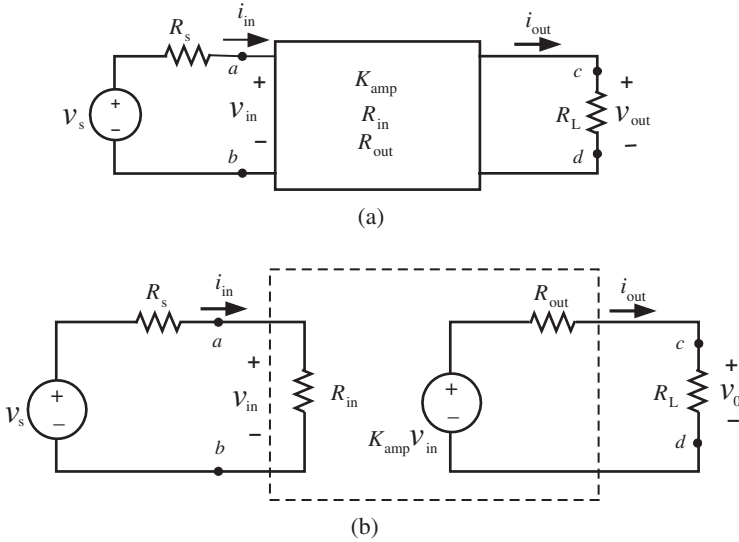 i_in
i_out
R_s
a
c
+
+
K_amp
+
v_s
v_in
R_in
R_L
v_out
R_out
−
−
−
b
d
(a)
i_in
R_out
i_out
R_s
a
c
+
+
+
+
v_s
v_in
R_in
R_L
v_0
−
−
−
−
K_amp v_in
b
d
(b)